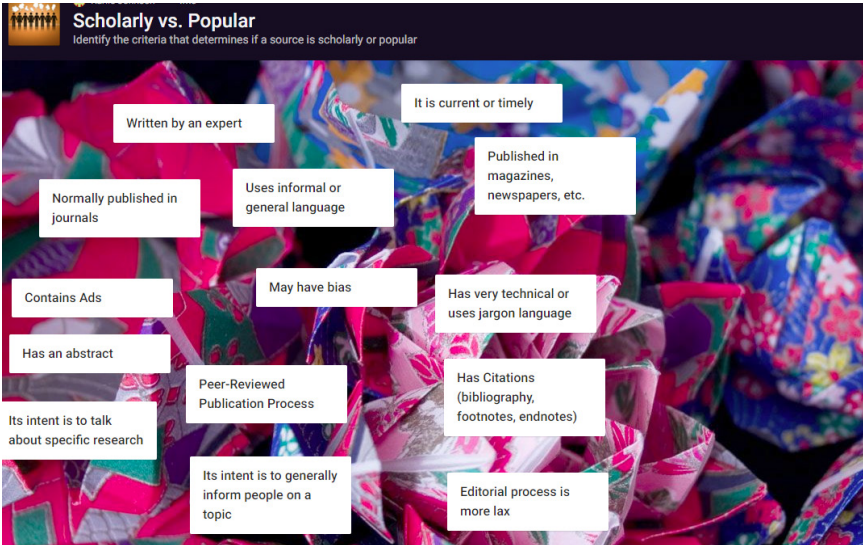 Scholarly vs. Popular
Identify the criteria that determines if a source is scholarly or popular
It is current or timely
Written by an expert
Published in
magazines,
newspapers, etc.
Uses informal or
general language
Normally published in
journals
May have bias
Has very technical or
uses jargon language
Contains Ads
Has an abstract
Peer-Reviewed
Publication Process
Has Citations
(bibliography,
footnotes, endnotes)
Its intent is to talk
about specific research
Its intent is to generally
inform people on a
topic
Editorial process is
more lax